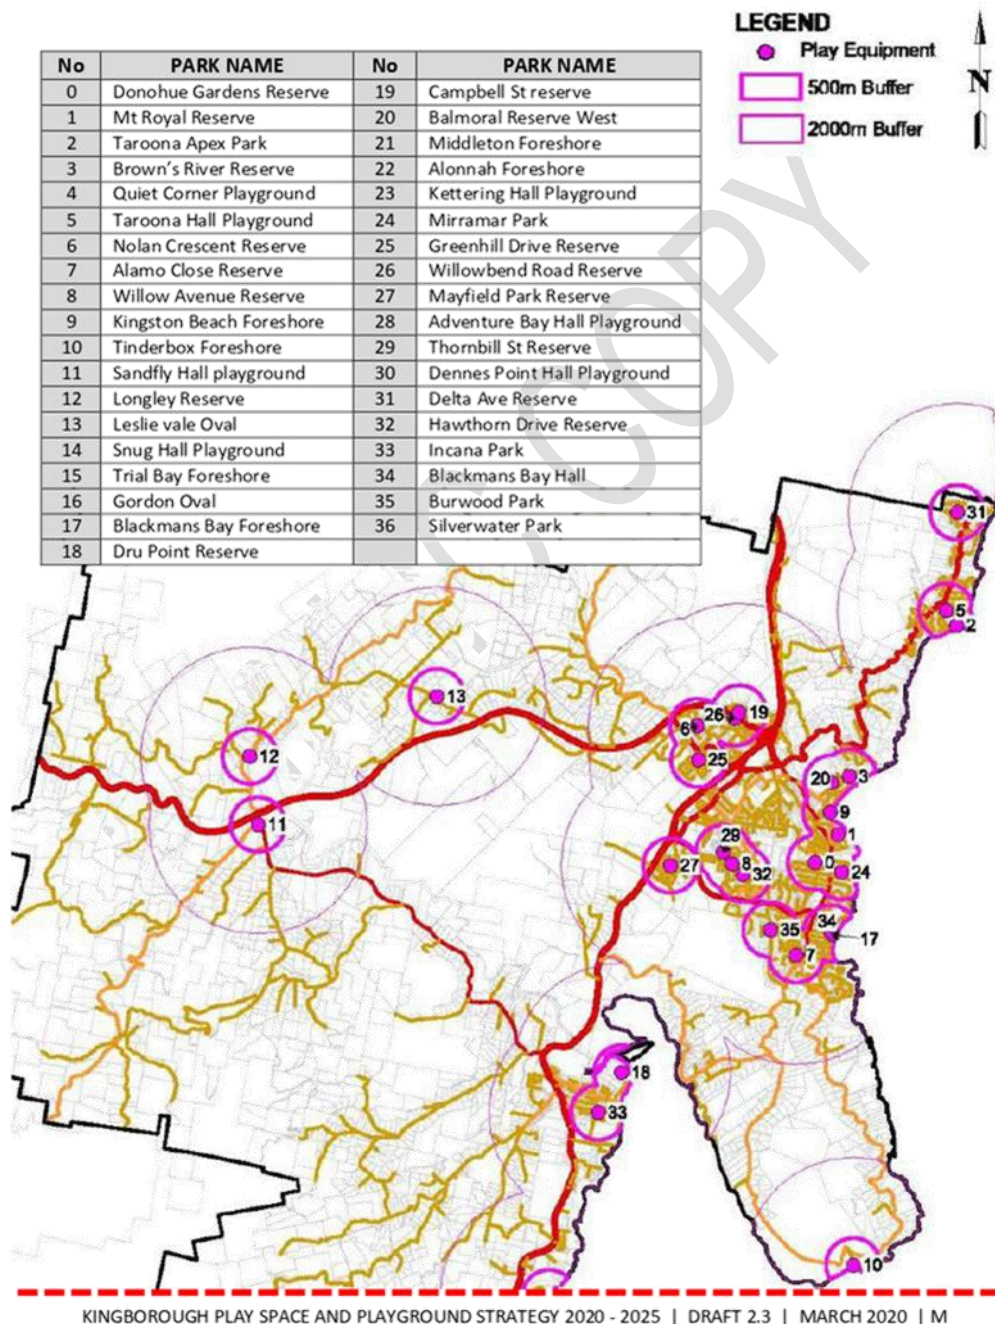 LEGEND
Play Equipment
500m Buffer
2000m Buffer
N
No PARK NAME No PARK NAME
0 Donohue Gardens Reserve 19 Campbell St reserve
1 Mt Royal Reserve 20 Balmoral Reserve West
2 Taroona Apex Park 21 Middleton Foreshore
3 Brown's River Reserve 22 Alonnah Foreshore
4 Quiet Corner Playground 23 Kettering Hall Playground
5 Taroona Hall Playground 24 Mirramar Park
6 Nolan Crescent Reserve 25 Greenhill Drive Reserve
7 Alamo Close Reserve 26 Willowbend Road Reserve
8 Willow Avenue Reserve 27 Mayfield Park Reserve
9 Kingston Beach Foreshore 28 Adventure Bay Hall Playground
10 Tinderbox Foreshore 29 Thornbill St Reserve
11 Sandfly Hall playground 30 Dennes Point Hall Playground
12 Longley Reserve 31 Delta Ave Reserve
13 Leslie vale Oval 32 Hawthorn Drive Reserve
14 Snug Hall Playground 33 Incana Park
15 Trial Bay Foreshore 34 Blackmans Bay Hall
16 Gordon Oval 35 Burwood Park
17 Blackmans Bay Foreshore 36 Silverwater Park
18 Dru Point Reserve
COPY
31
5
2
13
26 19
6
12
25
20 3
9
11
1
29
27 8 0
32 24
34
35 17
7
18
33
10
KINGBOROUGH PLAY SPACE AND PLAYGROUND STRATEGY 2020 - 2025 | DRAFT 2.3 | MARCH 2020 | M